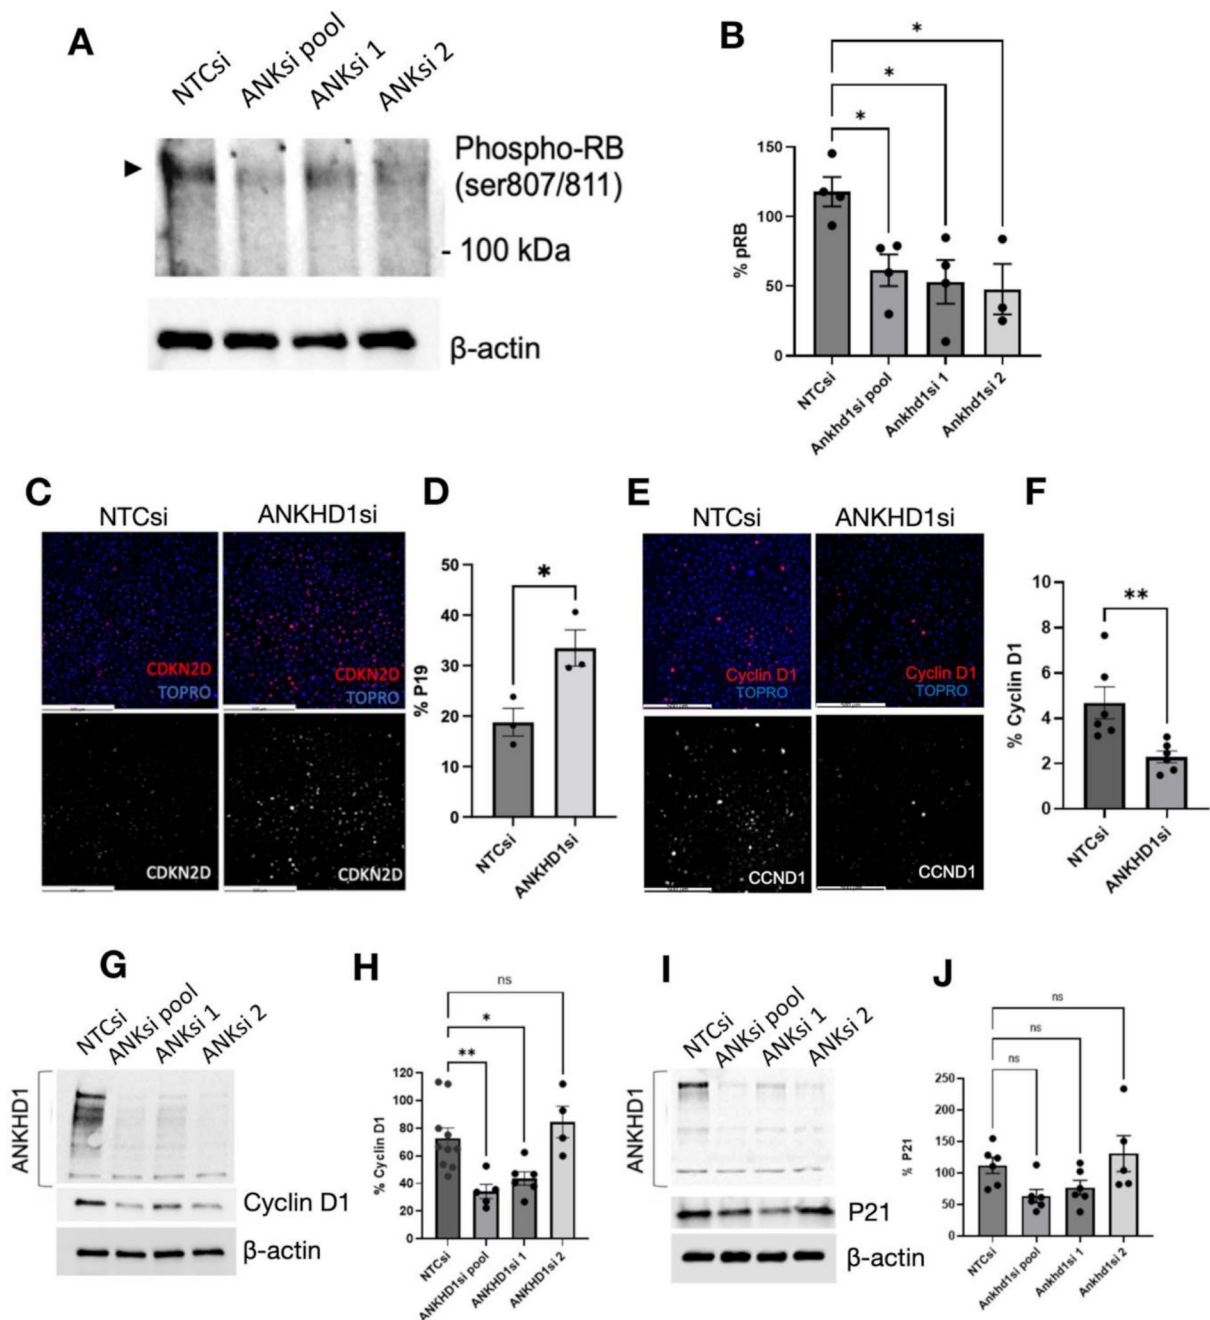 A
NTCsi
ANKsi pool
ANKsi 1
ANKsi 2
Phospho-RB
(ser807/811)
- 100 kDa
β-actin
B
*
*
*
150
100
50
0
% pRB
NTCsi
Ankhd1si pool
Ankhd1si 1
Ankhd1si 2
C
NTCsi
ANKHD1si
CDKN2D
TOPRO
CDKN2D
TOPRO
CDKN2D
CDKN2D
D
*
50
40
30
20
10
0
% P19
NTCsi
ANKHD1si
E
NTCsi
ANKHD1si
Cyclin D1
TOPRO
Cyclin D1
TOPRO
CCND1
CCND1
F
**
10
8
6
4
2
0
% Cyclin D1
NTCsi
ANKHD1si
G
NTCsi
ANKsi pool
ANKsi 1
ANKsi 2
ANKHD1
Cyclin D1
β-actin
H
ns
*
**
120
100
80
60
40
20
0
% Cyclin D1
NTCsi
ANKHD1si pool
ANKHD1si 1
ANKHD1si 2
I
NTCsi
ANKsi pool
ANKsi 1
ANKsi 2
ANKHD1
P21
β-actin
J
ns
ns
ns
250
200
150
100
50
0
% P21
NTCsi
Ankhd1si pool
Ankhd1si 1
Ankhd1si 2